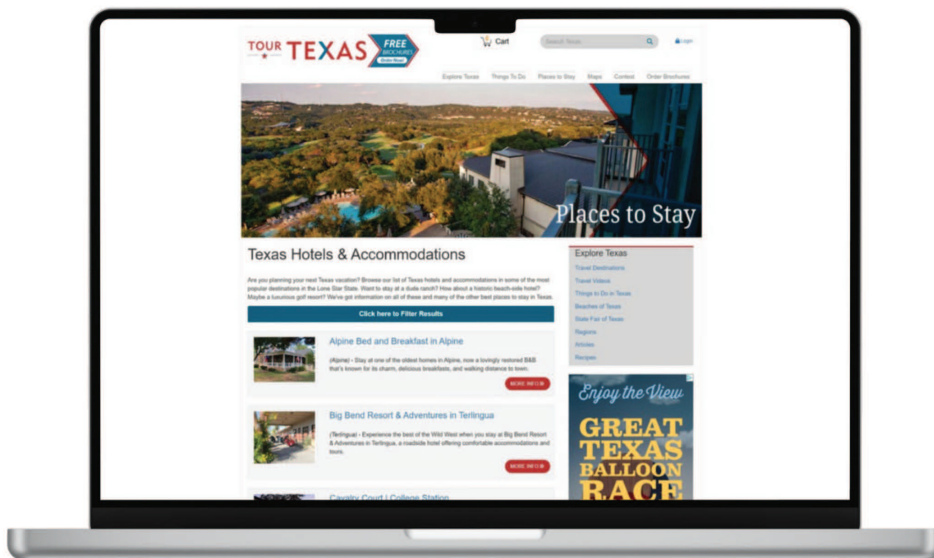 TOUR TEXAS
FREE
BROCHURES
Order Now!
Cart
Search Texas
Login
Explore Texas Things To Do Places to Stay Maps Contest Order Brochures
Places to Stay
Texas Hotels & Accommodations
Are you planning your next Texas vacation? Browse our list of Texas hotels and accommodations in some of the most
popular destinations in the Lone Star State. Want to stay at a dude ranch? How about a historic beach-side hotel?
Maybe a luxurious golf resort? We've got information on all of these and many of the other best places to stay in Texas.
Click here to Filter Results
Alpine Bed and Breakfast in Alpine
(Alpine) - Stay at one of the oldest homes in Alpine, now a lovingly restored B&B
that's known for its charm, delicious breakfasts, and walking distance to town.
MORE INFO
Big Bend Resort & Adventures in Terlingua
(Terlingua) - Experience the best of the Wild West when you stay at Big Bend Resort
& Adventures in Terlingua, a roadside hotel offering comfortable accommodations and
tours.
MORE INFO
Cavalry Court | College Station
Explore Texas
Travel Destinations
Travel Videos
Things to Do in Texas
Beaches of Texas
State Fair of Texas
Regions
Articles
Recipes
Enjoy the View
GREAT
TEXAS
BALLOON
RACE